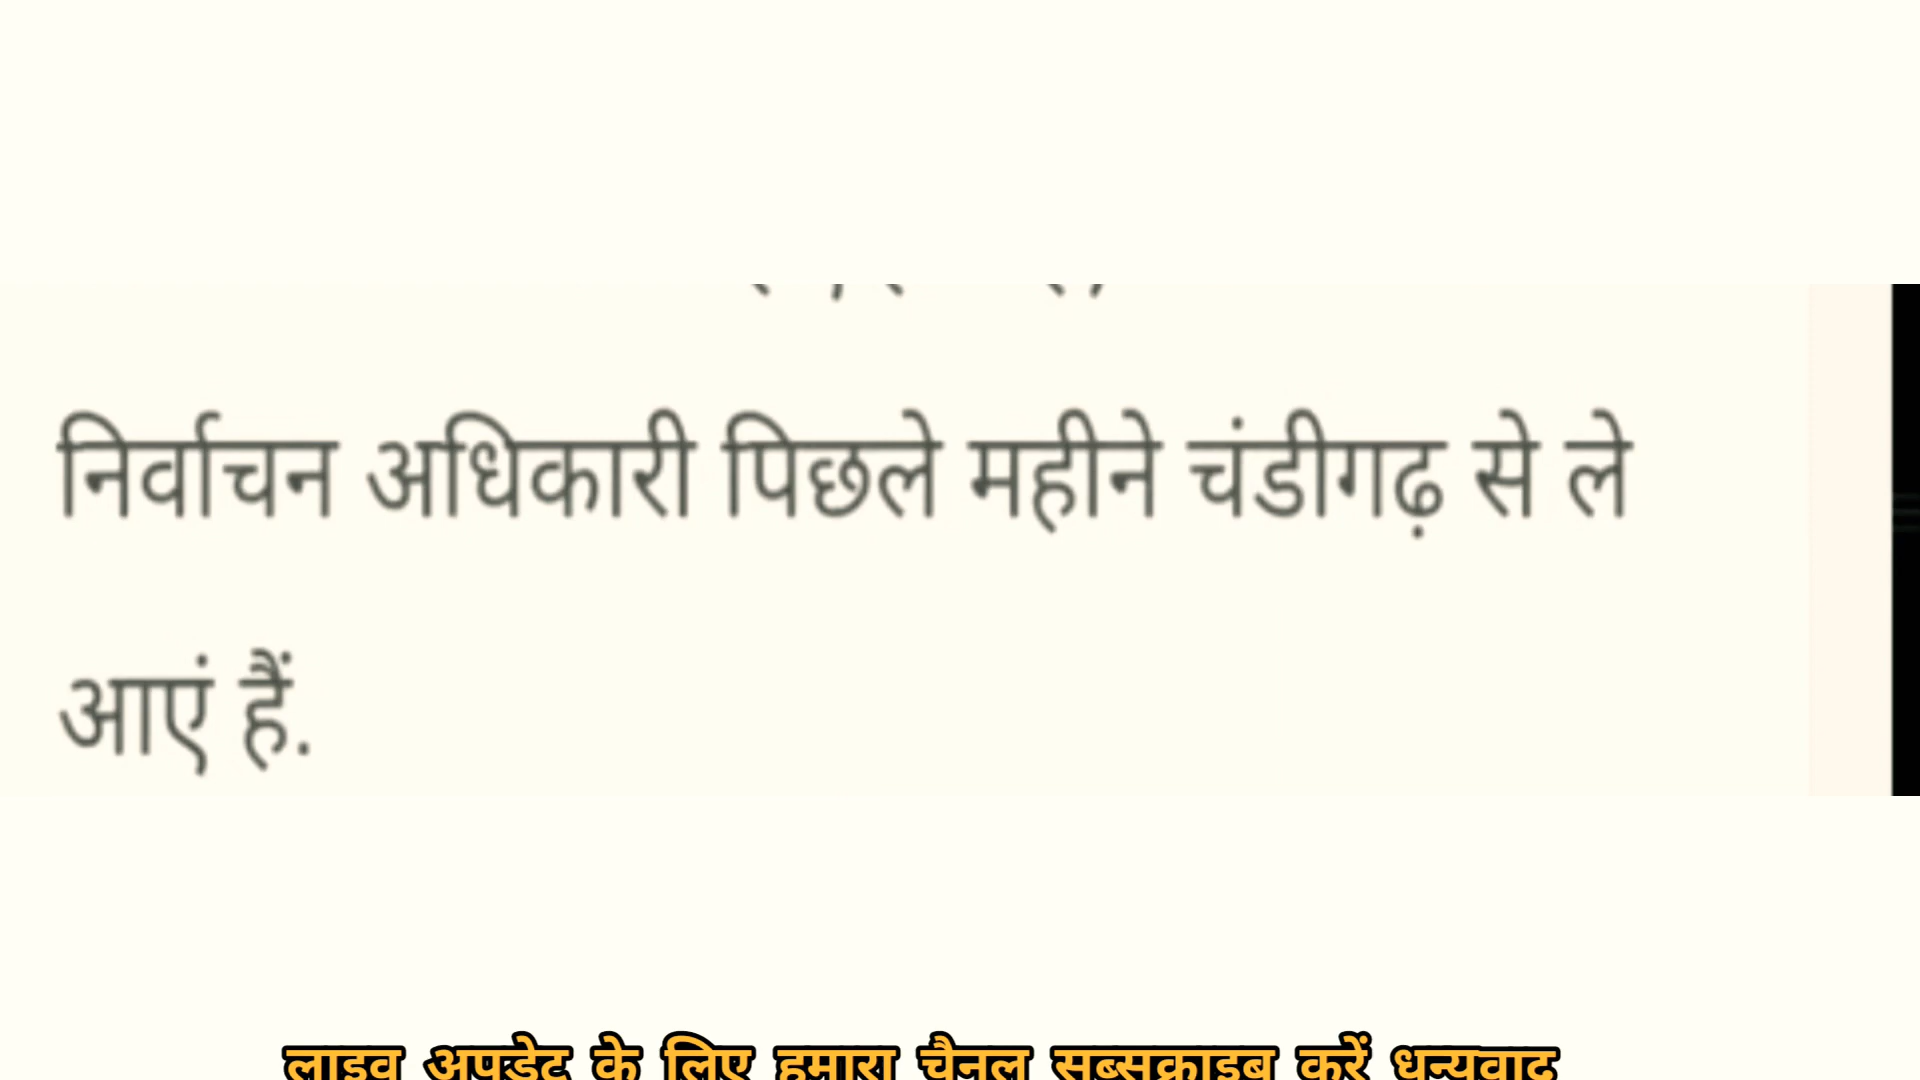 निर्वाचन अधिकारी पिछले महीने चंडीगढ़ से ले
आएं हैं.
लाइव अपडेट के लिए हमारा चैनल सब्सक्राइब करें धन्यवाद